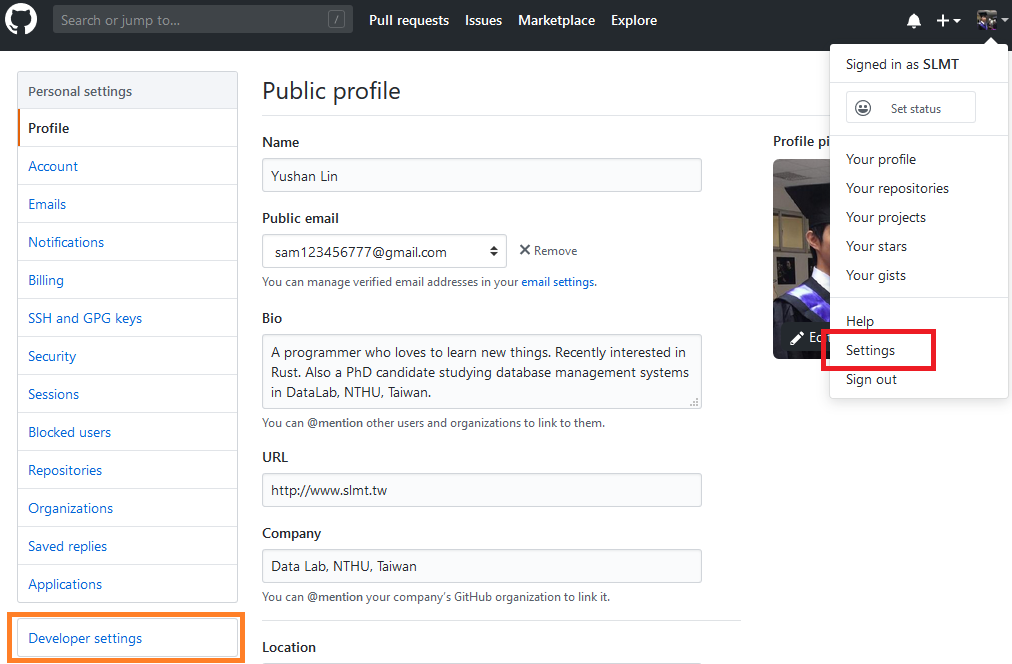 Search or jump to...
/
Pull requests
Issues
Marketplace
Explore
Signed in as SLMT
Set status
Your profile
Your repositories
Your projects
Your stars
Your gists
Help
Settings
Sign out
Personal settings
Profile
Account
Emails
Notifications
Billing
SSH and GPG keys
Security
Sessions
Blocked users
Repositories
Organizations
Saved replies
Applications
Developer settings
Public profile
Name
Yushan Lin
Public email
sam123456777@gmail.com
Remove
You can manage verified email addresses in your email settings.
Bio
A programmer who loves to learn new things. Recently interested in
Rust. Also a PhD candidate studying database management systems
in DataLab, NTHU, Taiwan.
You can @mention other users and organizations to link to them.
URL
http://www.slmt.tw
Company
Data Lab, NTHU, Taiwan
You can @mention your company's GitHub organization to link it.
Location
Profile pi